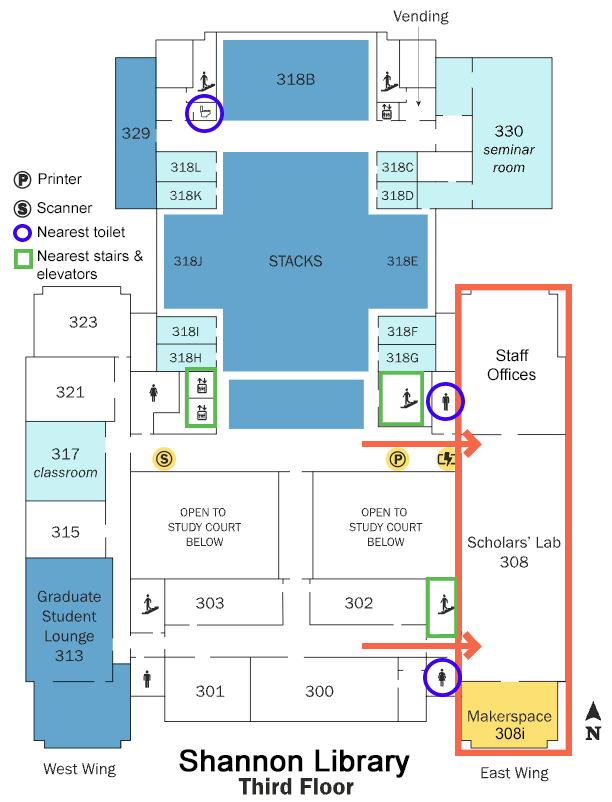 Vending
318B
329
330
seminar
room
318L
318C
318K
318D
P Printer
S Scanner
Nearest toilet
Nearest stairs &
elevators
318J
STACKS
318E
323
318I
318F
318H
318G
Staff
Offices
321
317
classroom
S
P
OPEN TO
STUDY COURT
BELOW
OPEN TO
STUDY COURT
BELOW
315
Scholars' Lab
308
Graduate
Student
Lounge
313
303
302
301
300
Makerspace
308i
N
West Wing
Shannon Library
Third Floor
East Wing